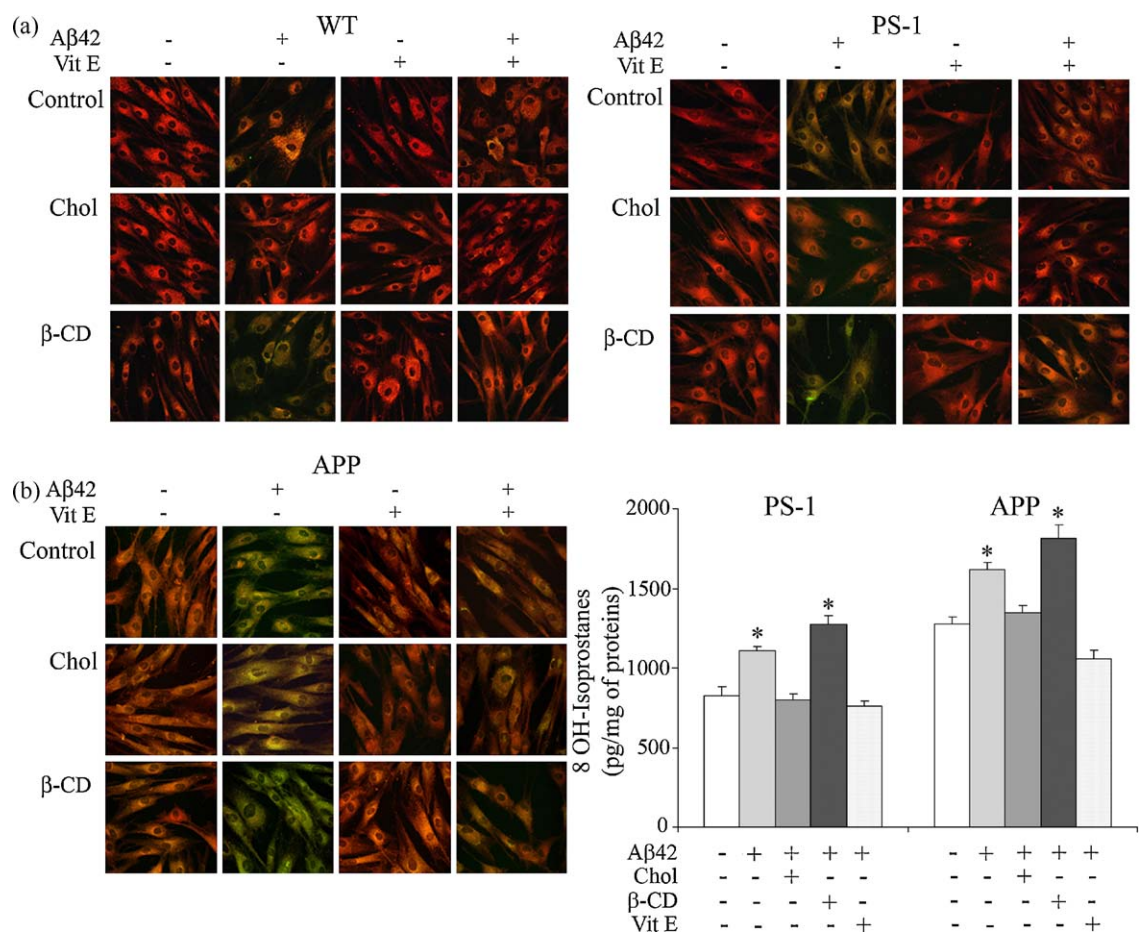 (a) WT
Aβ42 - + - +
Vit E - - + +
Control
Chol
β-CD
PS-1
Aβ42 - + - +
Vit E - - + +
Control
Chol
β-CD
(b) APP
Aβ42 - + - +
Vit E - - + +
Control
Chol
β-CD
PS-1 APP
8 OH-Isoprostanes
(pg/mg of proteins)
2000
1500
1000
500
0
* * * *
Aβ42 - + + + + - + + + +
Chol - - + - - - - + - -
β-CD - - - + - - - - + -
Vit E - - - - + - - - - +